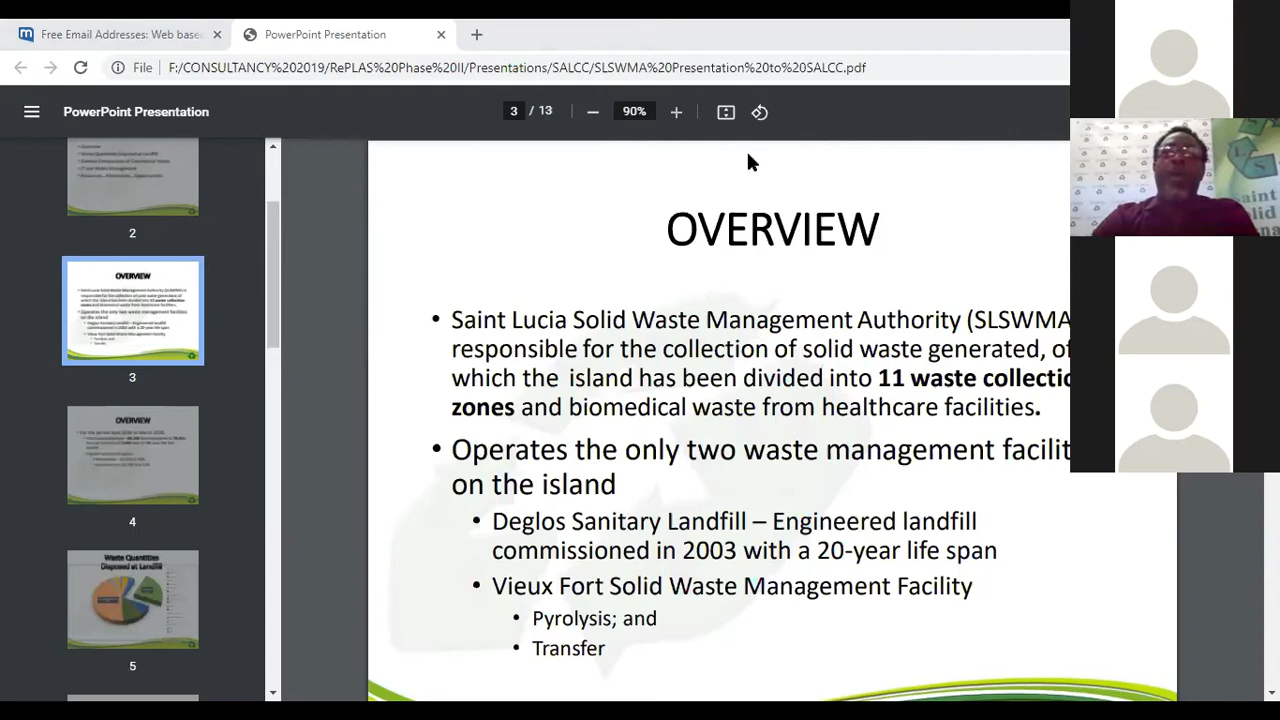 Free Email Addresses: Web base
PowerPoint Presentation
File
F:/CONSULTANCY%202019/RePLAS%20Phase%20II/Presentations/SALCC/SLSWMA%20Presentation%20to%20SALCC.pdf
PowerPoint Presentation
3 / 13
90%
2
OVERVIEW
3
OVERVIEW
4
Waste Quantities
Disposed at Landfill
5
OVERVIEW
• Saint Lucia Solid Waste Management Authority (SLSWMA
responsible for the collection of solid waste generated, of
which the island has been divided into 11 waste collectio
zones and biomedical waste from healthcare facilities.
• Operates the only two waste management facilit
on the island
• Deglos Sanitary Landfill – Engineered landfill
commissioned in 2003 with a 20-year life span
• Vieux Fort Solid Waste Management Facility
• Pyrolysis; and
• Transfer
Saint
Solid